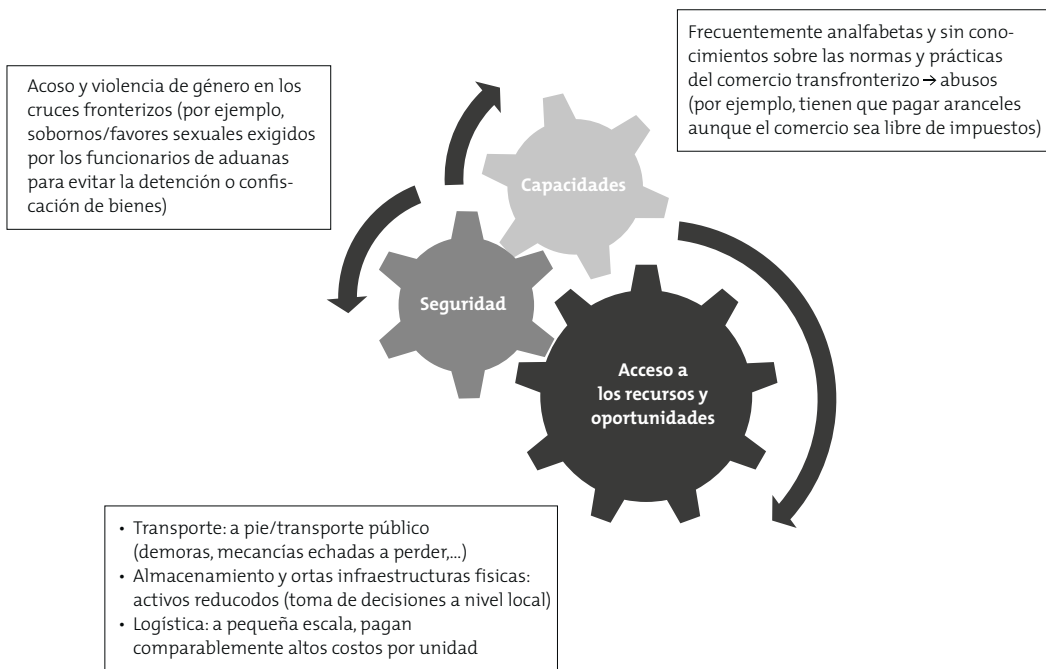 Frecuentemente analfabetas y sin cono-
cimientos sobre las normas y prácticas
del comercio transfronterizo → abusos
(por ejemplo, tienen que pagar aranceles
aunque el comercio sea libre de impuestos)
Acoso y violencia de género en los
cruces fronterizos (por ejemplo,
sobornos/favores sexuales exigidos
por los funcionarios de aduanas
para evitar la detención o confis-
cación de bienes)
Capacidades
Seguridad
Acceso a
los recursos y
oportunidades
• Transporte: a pie/transporte público
(demoras, mecancías echadas a perder,...)
• Almacenamiento y ortas infraestructuras fisicas:
activos reducodos (toma de decisiones a nivel local)
• Logística: a pequeña escala, pagan
comparablemente altos costos por unidad